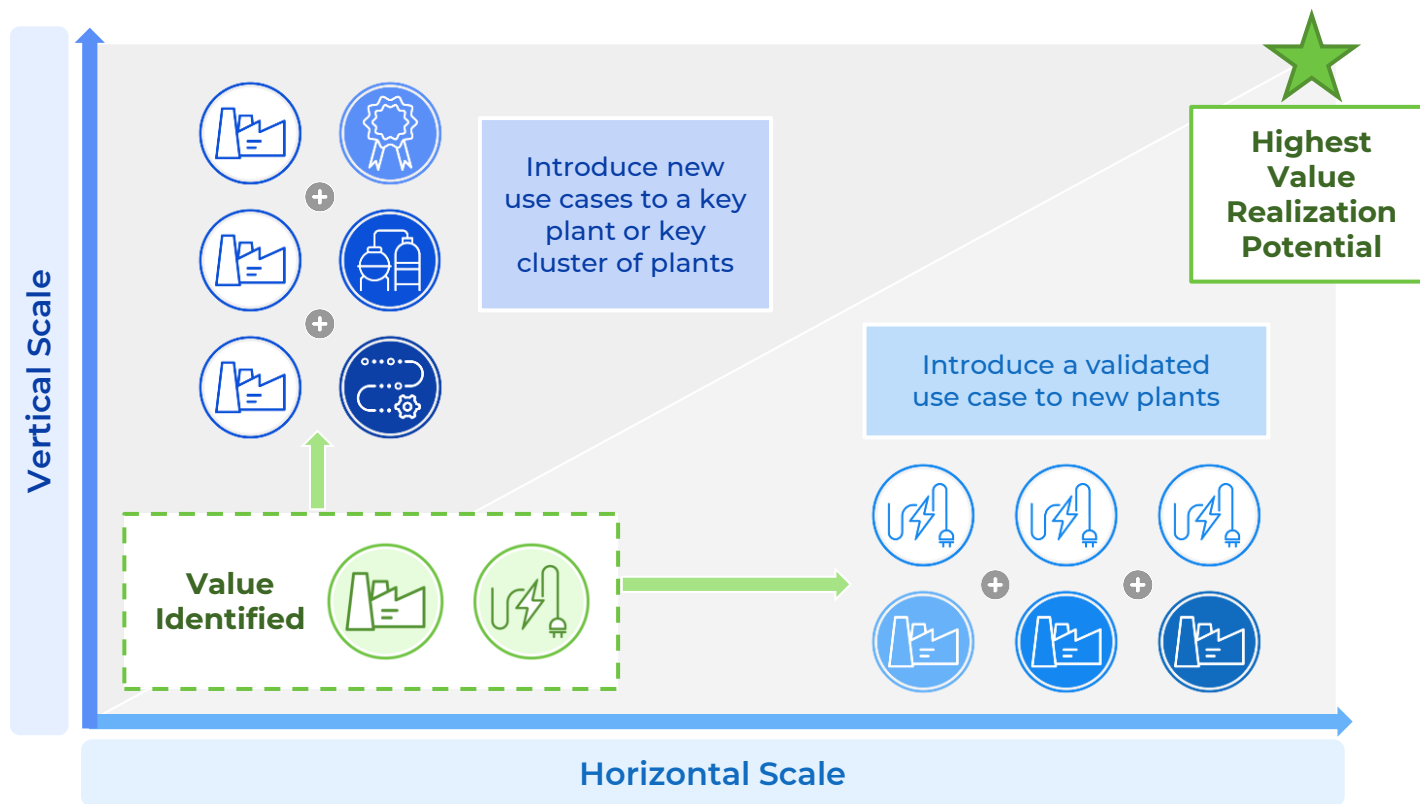 Vertical Scale
Introduce new
use cases to a key
plant or key
cluster of plants
Highest
Value
Realization
Potential
Introduce a validated
use case to new plants
Value
Identified
Horizontal Scale